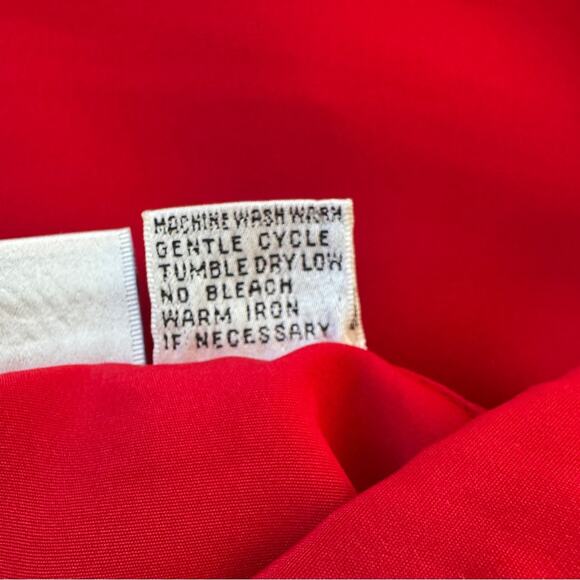 MACHINE WASH WARM
GENTLE CYCLE
TUMBLE DRY LOW
NO BLEACH
WARM IRON
IF NECESSARY